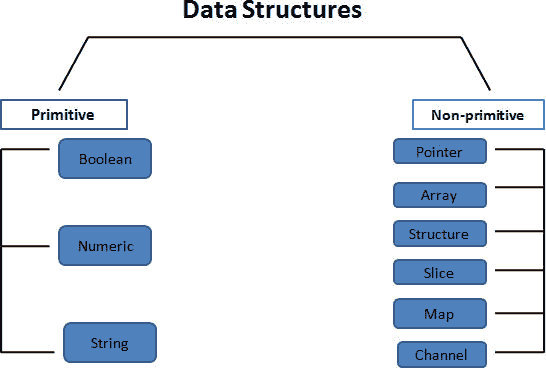 Data Structures
Primitive
Boolean
Numeric
String
Non-primitive
Pointer
Array
Structure
Slice
Map
Channel